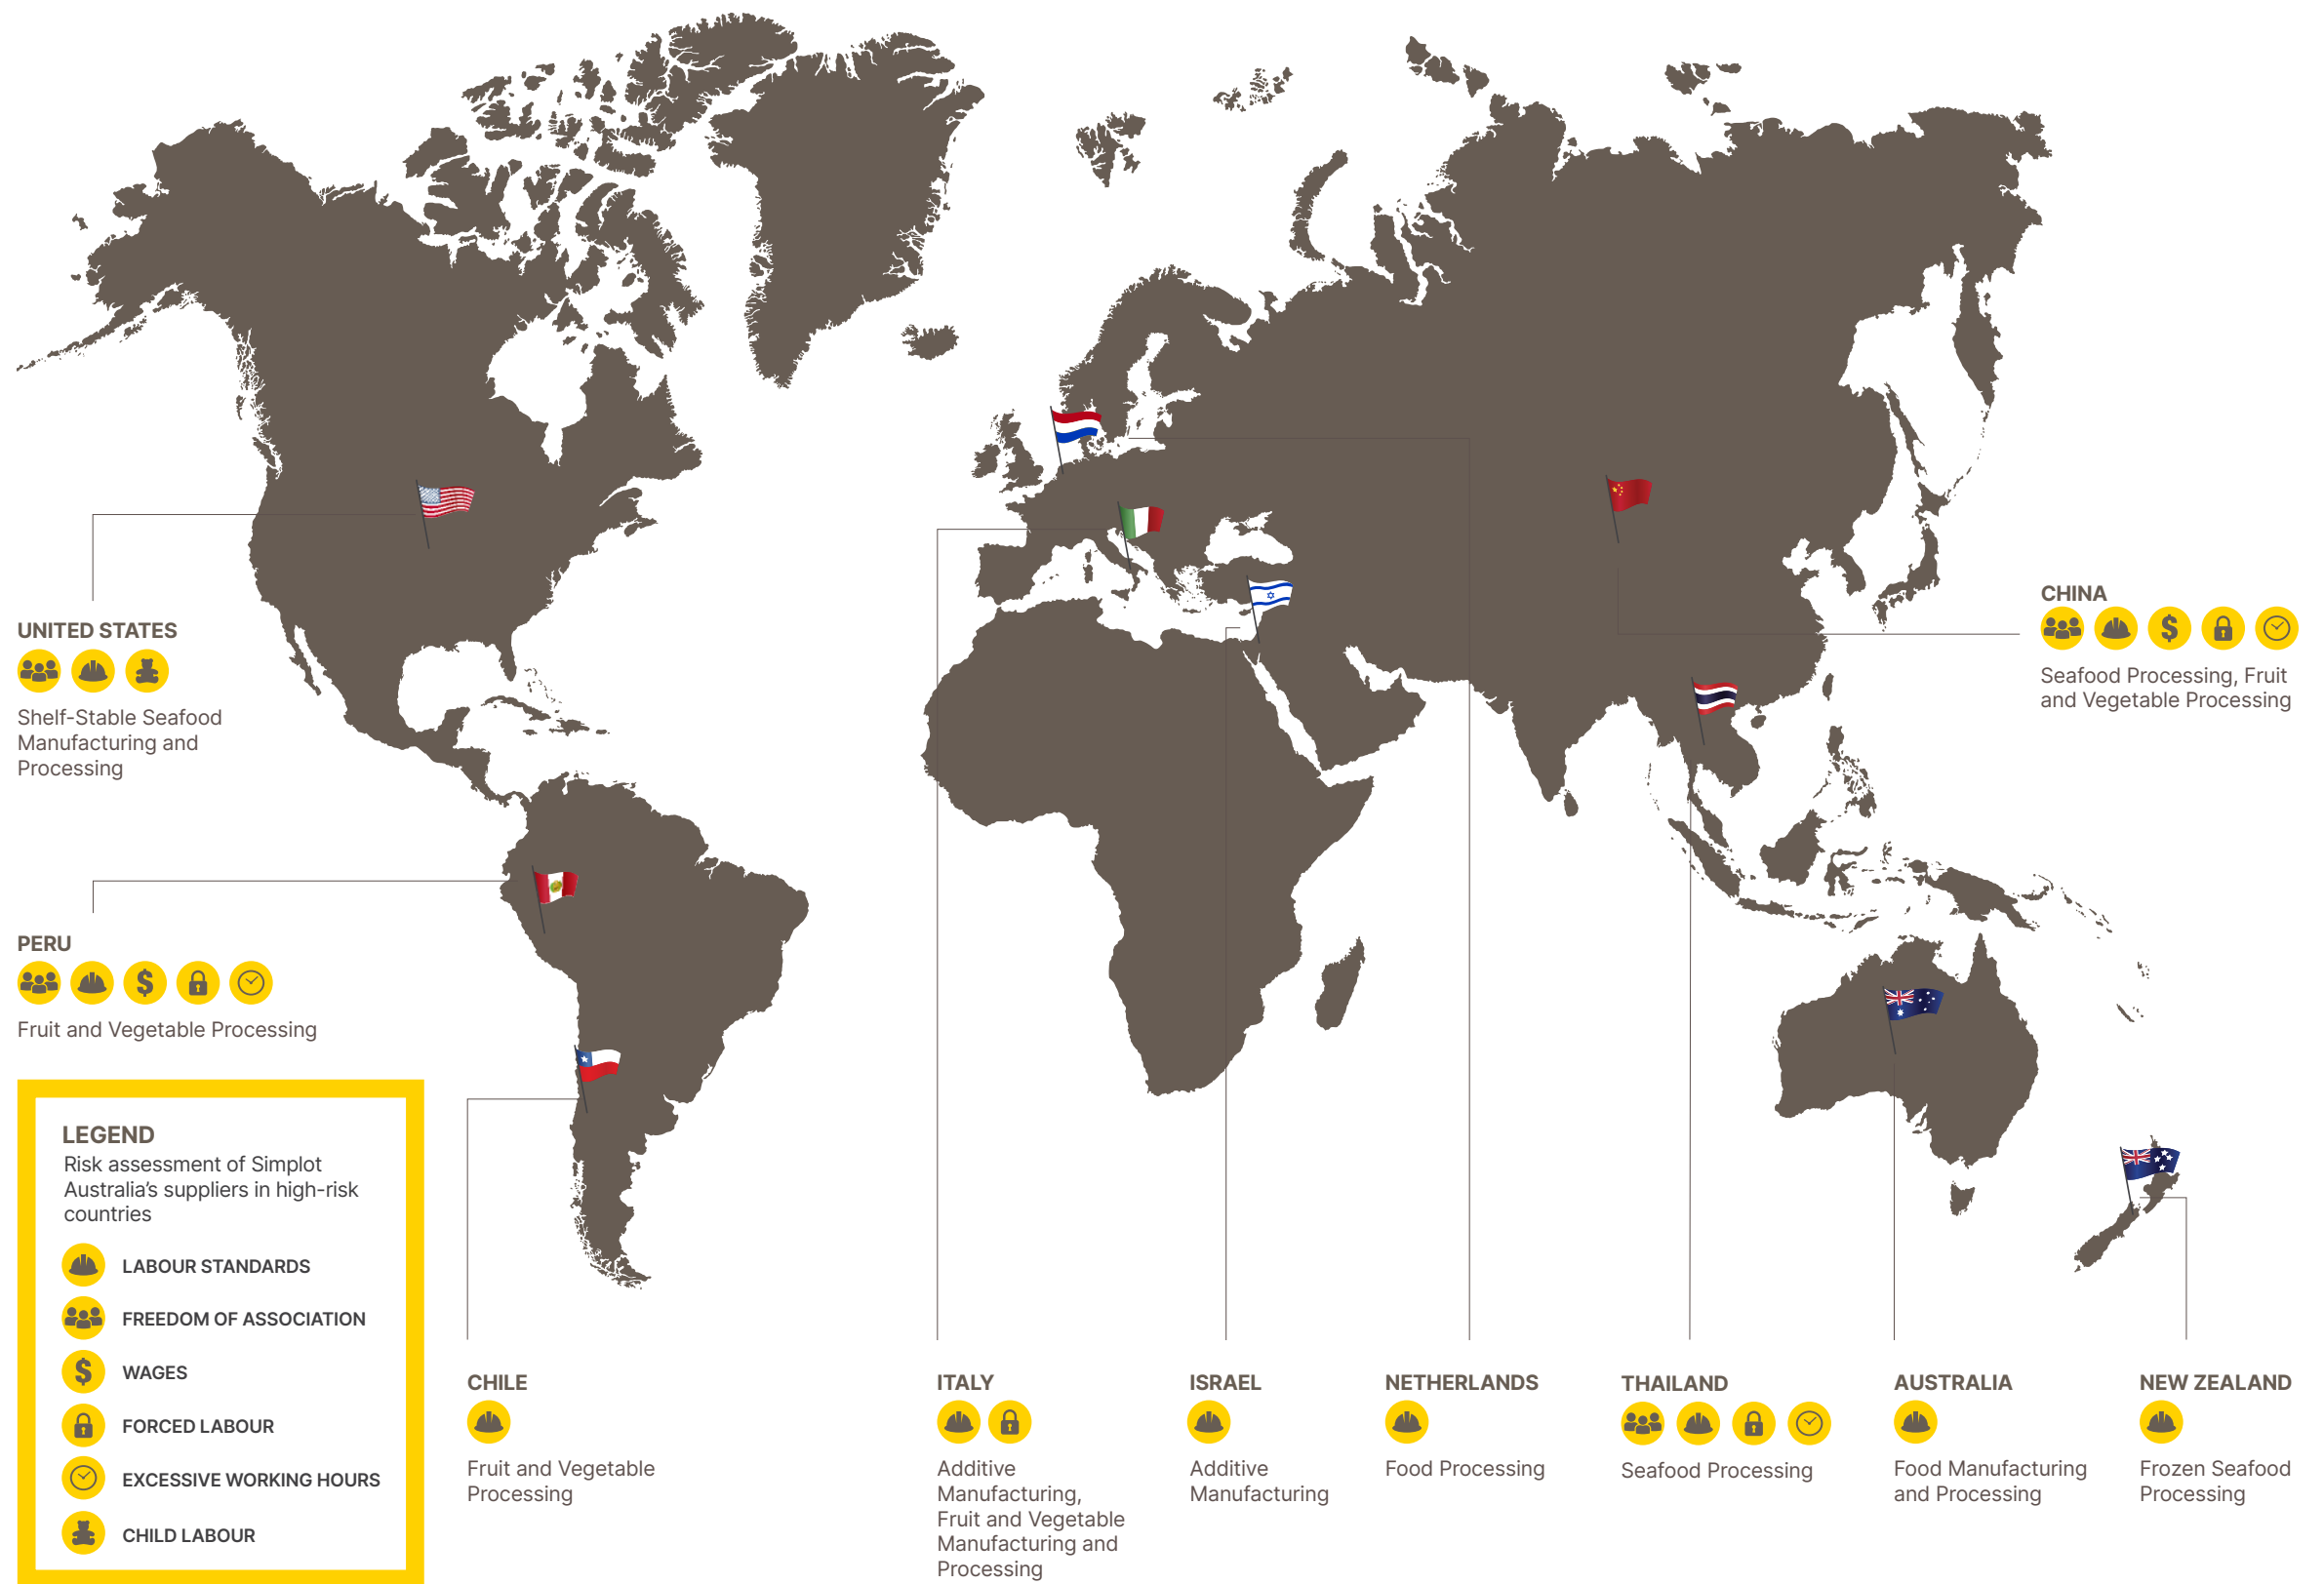 UNITED STATES
Shelf-Stable Seafood
Manufacturing and
Processing
CHINA
Seafood Processing, Fruit
and Vegetable Processing
PERU
Fruit and Vegetable Processing
LEGEND
Risk assessment of Simplot
Australia’s suppliers in high-risk
countries
LABOUR STANDARDS
FREEDOM OF ASSOCIATION
$ WAGES
FORCED LABOUR
EXCESSIVE WORKING HOURS
CHILD LABOUR
CHILE
Fruit and Vegetable
Processing
ITALY
Additive
Manufacturing,
Fruit and Vegetable
Manufacturing and
Processing
ISRAEL
Additive
Manufacturing
NETHERLANDS
Food Processing
THAILAND
Seafood Processing
AUSTRALIA
Food Manufacturing
and Processing
NEW ZEALAND
Frozen Seafood
Processing